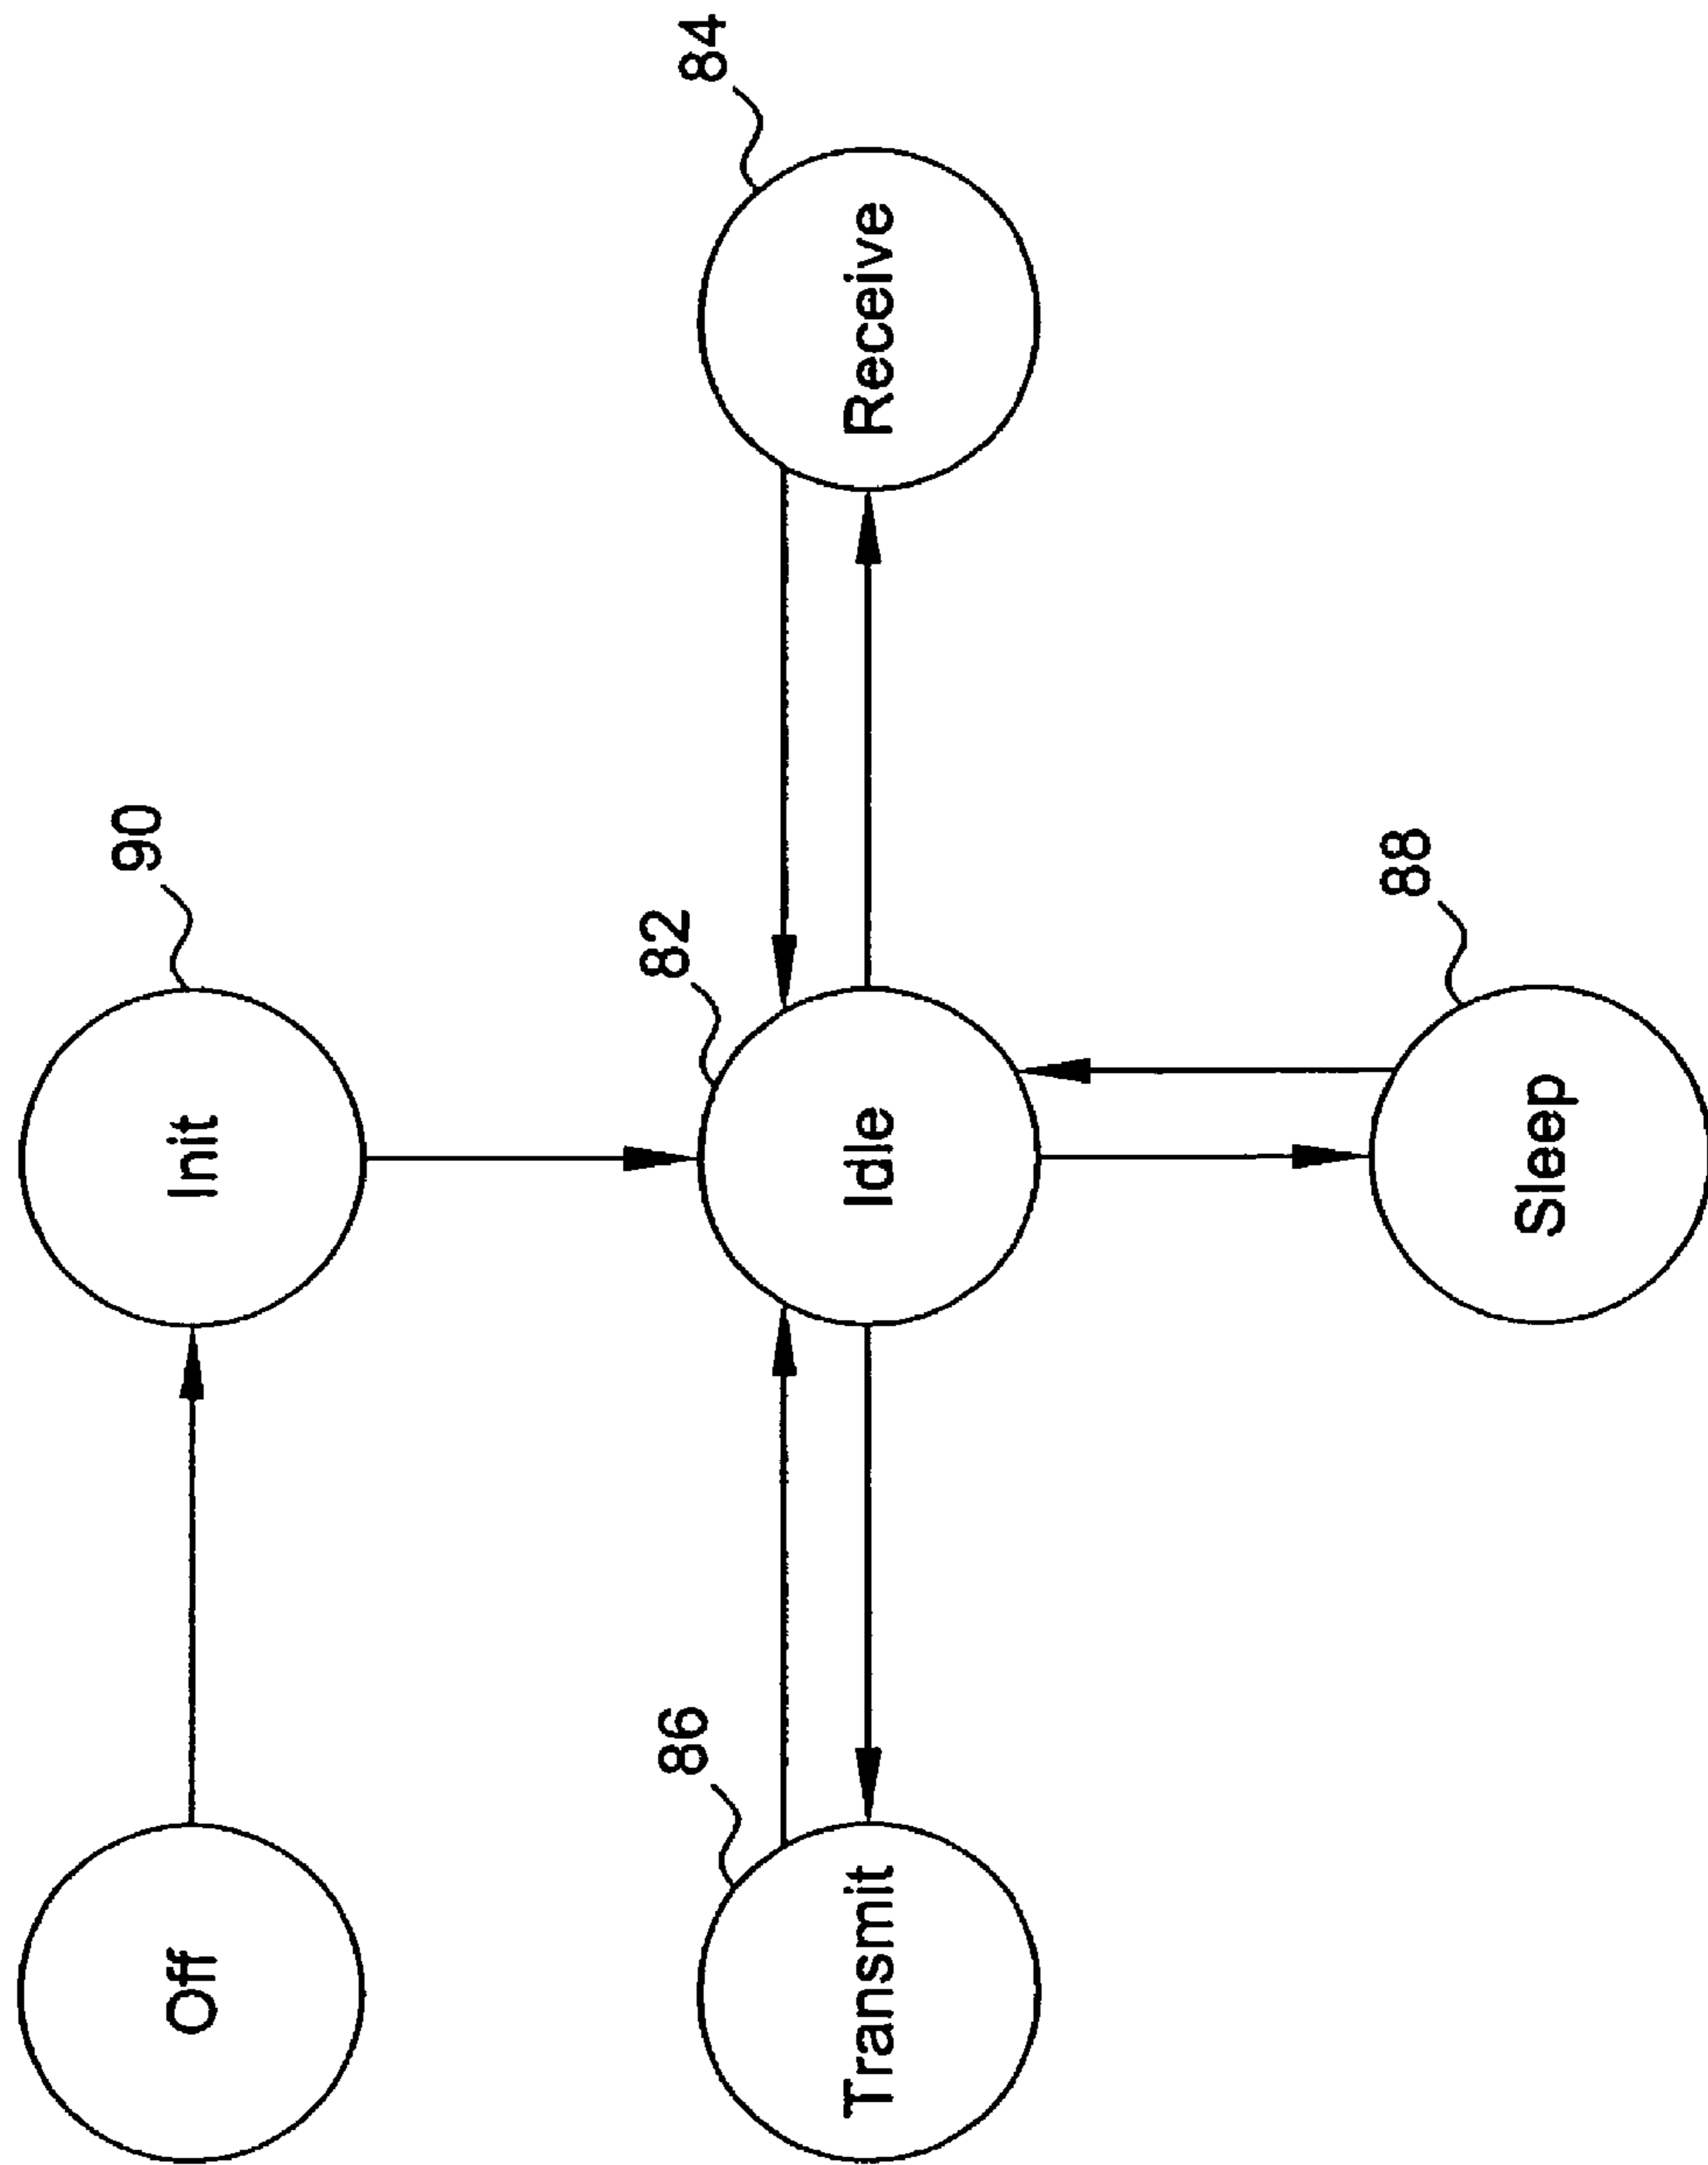 Off
Init
90
Transmit
86
Idle
82
Receive
84
Sleep
88